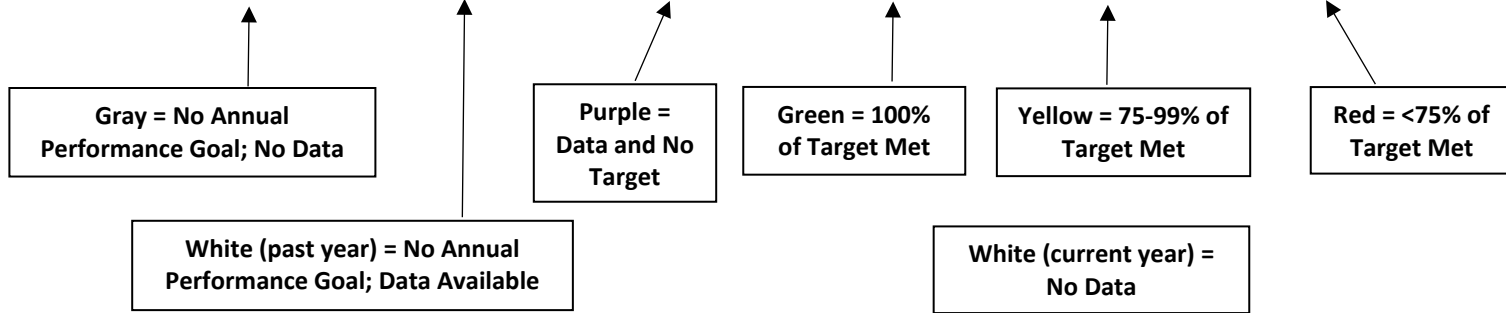 Gray = No Annual
Performance Goal; No Data
Purple =
Data and No
Target
Green = 100%
of Target Met
Yellow = 75-99% of
Target Met
Red = <75% of
Target Met
White (past year) = No Annual
Performance Goal; Data Available
White (current year) =
No Data